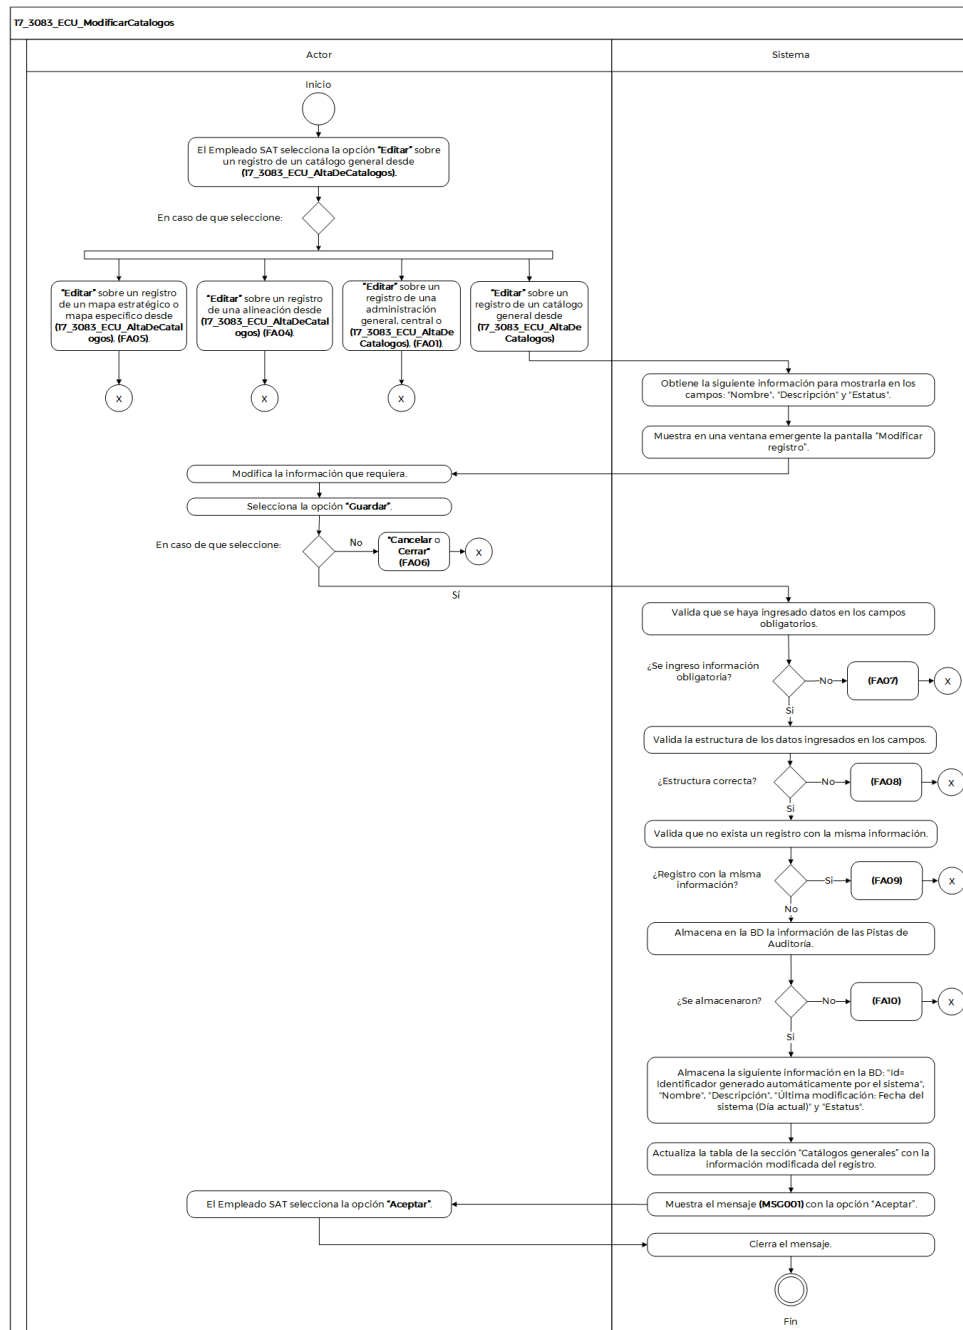 17_3083_ECU_ModificarCatalogos
Actor
Sistema
Inicio
El Empleado SAT selecciona la opción "Editar" sobre
un registro de un catálogo general desde
(17_3083_ECU_AltaDeCatalogos).
En caso de que seleccione:
"Editar" sobre un registro
de un mapa estratégico o
mapa específico desde
(17_3083_ECU_AltaDeCatal
ogos). (FA05).
"Editar" sobre un registro
de una alineación desde
(17_3083_ECU_AltaDeCatal
ogos) (FA04).
"Editar" sobre un
registro de una
administración
general, central o
(17_3083_ECU_AltaDe
Catalogos). (FA01).
"Editar" sobre un
registro de un catálogo
general desde
(17_3083_ECU_AltaDe
Catalogos)
X
X
X
Obtiene la siguiente información para mostrarla en los
campos: "Nombre", "Descripción" y "Estatus".
Muestra en una ventana emergente la pantalla "Modificar
registro".
Modifica la información que requiera.
Selecciona la opción "Guardar".
En caso de que seleccione:
No
"Cancelar o
Cerrar"
(FA06)
X
Sí
Valida que se haya ingresado datos en los campos
obligatorios.
¿Se ingreso información
obligatoria?
No
(FA07)
X
Si
Valida la estructura de los datos ingresados en los campos.
¿Estructura correcta?
No
(FA08)
X
Si
Valida que no exista un registro con la misma información.
¿Registro con la misma
información?
Si
(FA09)
X
No
Almacena en la BD la información de las Pistas de
Auditoría.
¿Se almacenaron?
No
(FA10)
X
Si
Almacena la siguiente información en la BD: "Id=
Identificador generado automáticamente por el sistema",
"Nombre", "Descripción", "Última modificación: Fecha del
sistema (Día actual)" y "Estatus".
Actualiza la tabla de la sección "Catálogos generales" con la
información modificada del registro.
El Empleado SAT selecciona la opción "Aceptar".
Muestra el mensaje (MSG001) con la opción "Aceptar".
Cierra el mensaje.
Fin